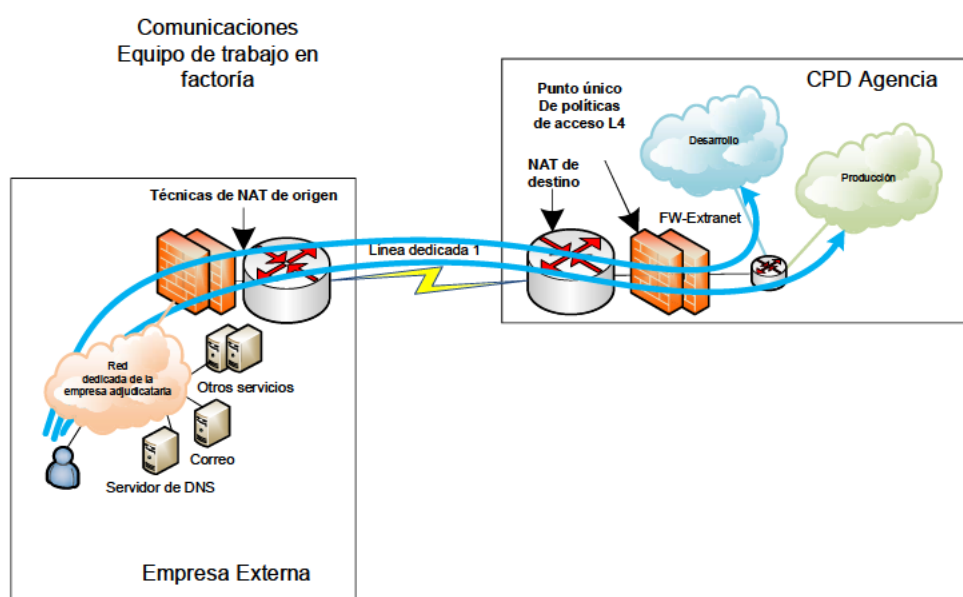 Comunicaciones
Equipo de trabajo en
factoría
CPD Agencia
Punto único
De políticas
de acceso L4
Desarrollo
Producción
NAT de
destino
FW-Extranet
Técnicas de NAT de origen
Línea dedicada 1
Red
dedicada de la
empresa adjudicataria
Otros servicios
Correo
Servidor de DNS
Empresa Externa